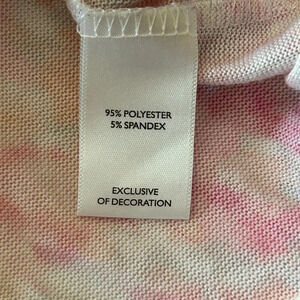 95% POLYESTER
5% SPANDEX
EXCLUSIVE
OF DECORATION